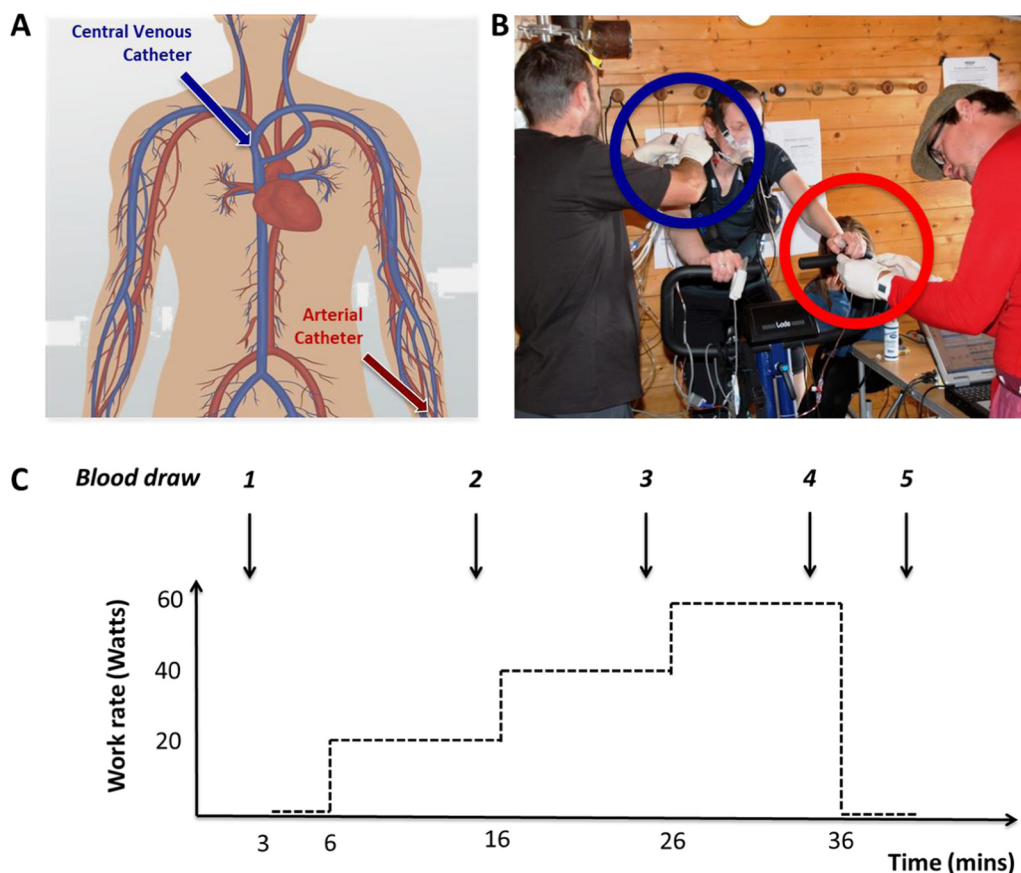 A
Central Venous
Catheter
Arterial
Catheter
B
Lode
C
Blood draw 1 2 3 4 5
Work rate (Watts)
60
40
20
3 6 16 26 36
Time (mins)